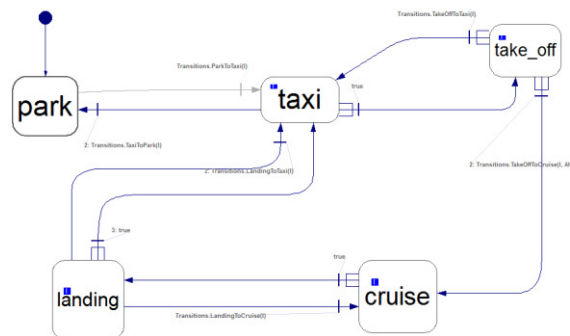 Transitions.TakeOffToTaxi(I)
take_off
Transitions.ParkToTaxi(I)
park
taxi
true
2: Transitions.TaxiToPark(I)
2: Transitions.TakeOffToCruise(I,
2: Transitions.LandingToTaxi(I)
3: true
true
landing
cruise
Transitions.LandingToCruise(I)